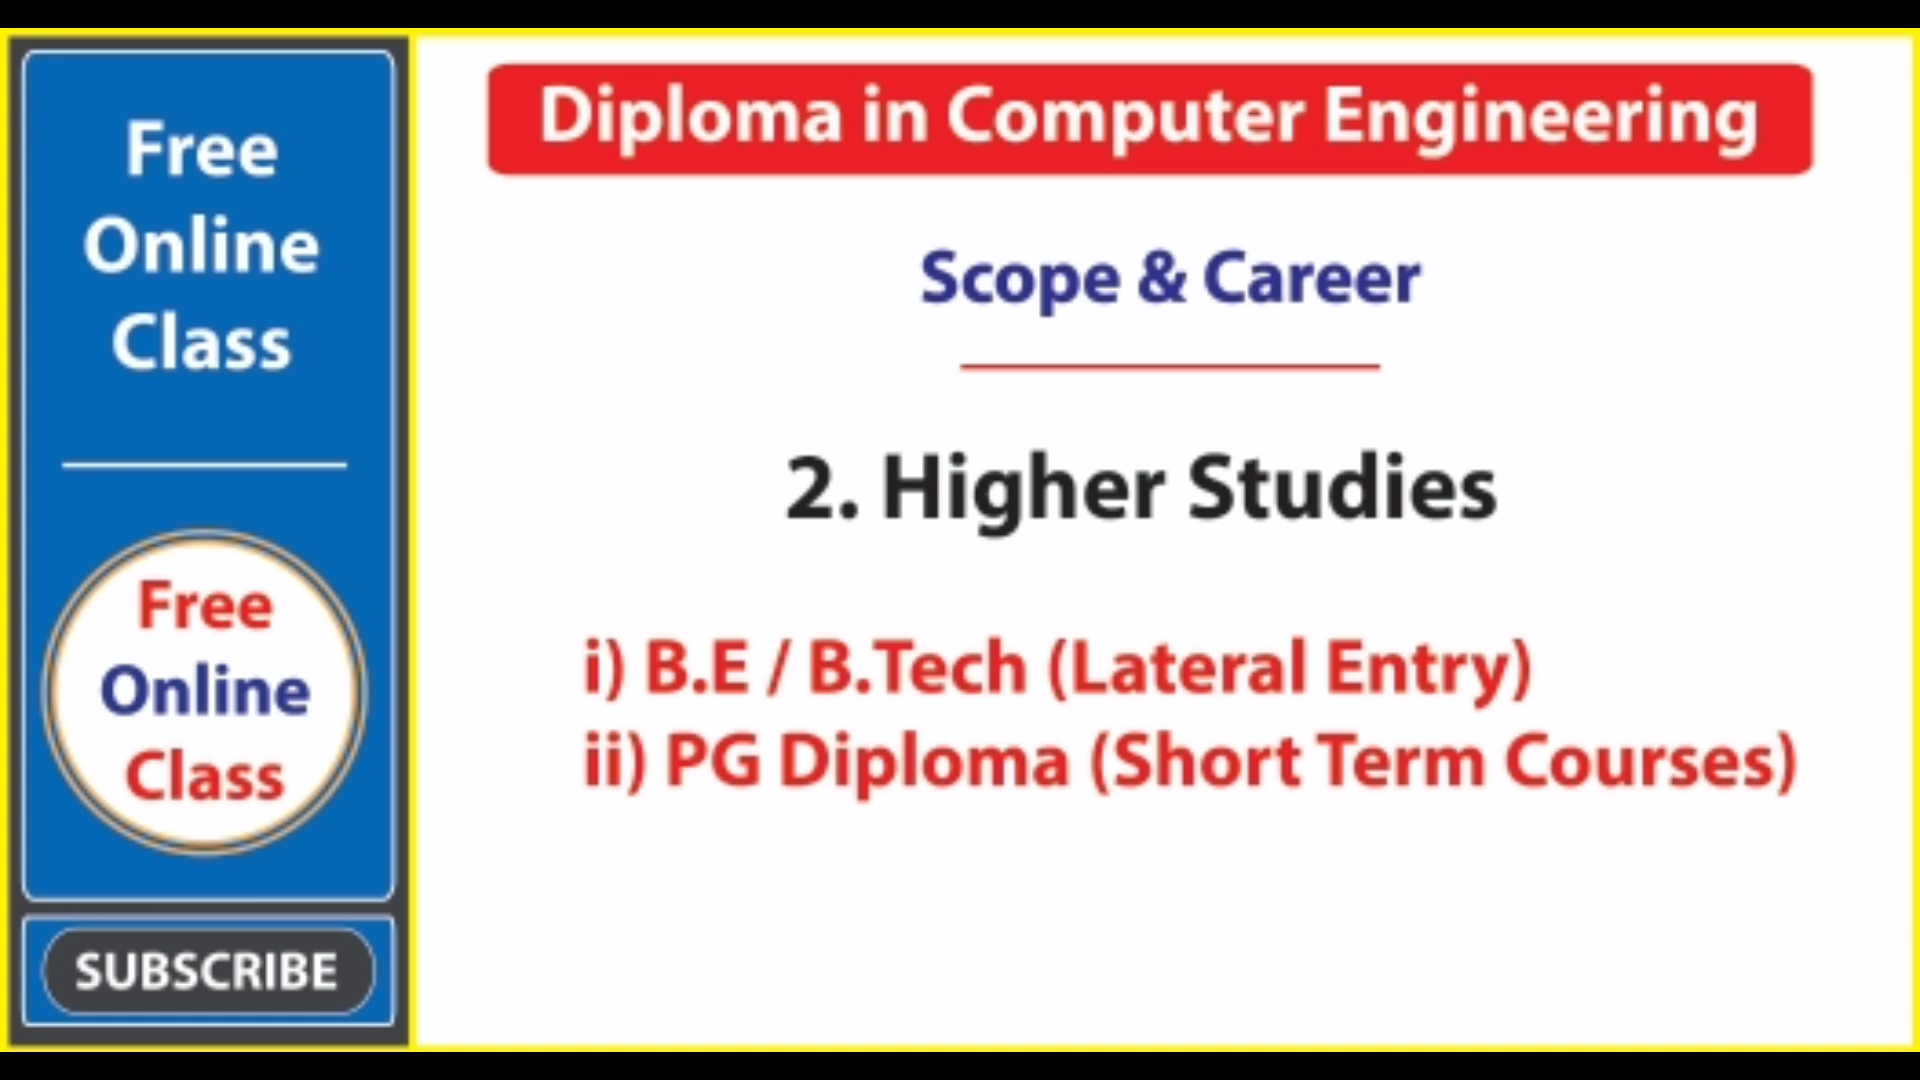 Free
Online
Class
Free
Online
Class
SUBSCRIBE
Diploma in Computer Engineering
Scope & Career
2. Higher Studies
i) B.E / B.Tech (Lateral Entry)
ii) PG Diploma (Short Term Courses)